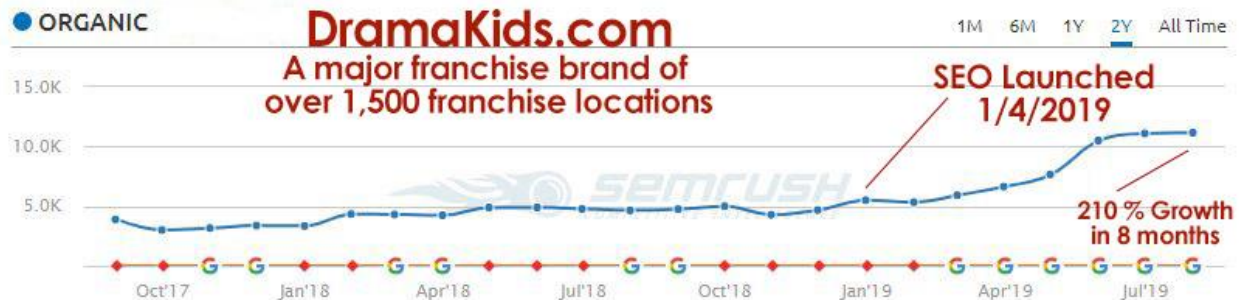 ORGANIC
DramaKids.com
A major franchise brand of
over 1,500 franchise locations
1M 6M 1Y 2Y All Time
SEO Launched
1/4/2019
15.0K
10.0K
5.0K
semrush
210 % Growth
in 8 months
Oct'17 Jan'18 Apr'18 Jul'18 Oct'18 Jan'19 Apr'19 Jul'19